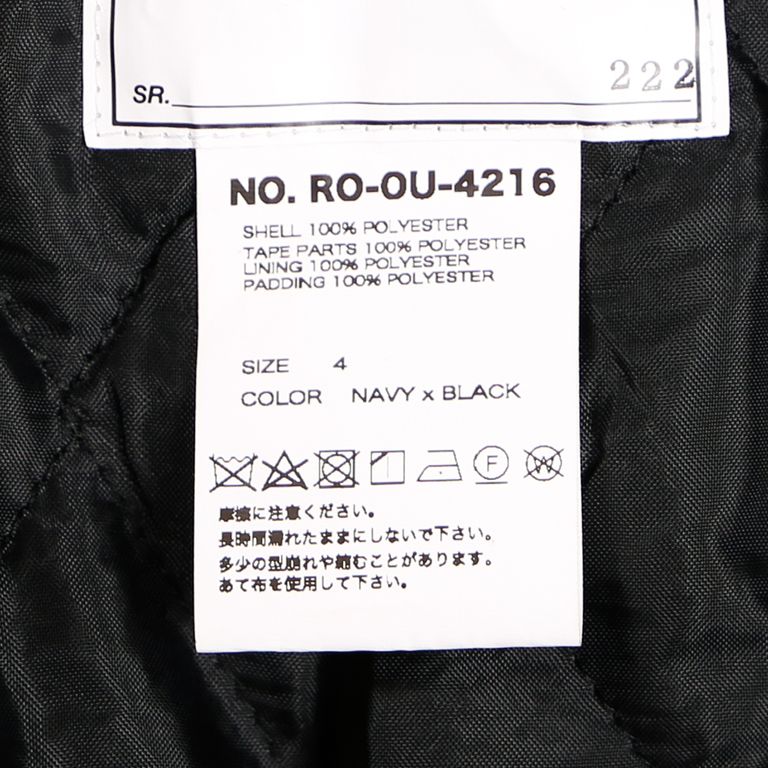 SR. 222
NO. RO-OU-4216
SHELL 100% POLYESTER
TAPE PARTS 100% POLYESTER
LINING 100% POLYESTER
PADDING 100% POLYESTER
SIZE 4
COLOR NAVY x BLACK
F W
摩擦に注意ください。
長時間濡れたままにしないで下さい。
多少の型崩れや縮むことがあります。
あて布を使用して下さい。